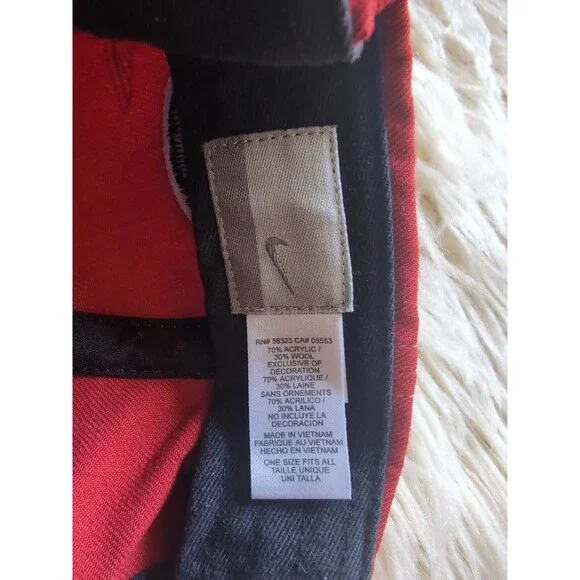 RN# 56323 CA# 05553
70% ACRYLIC /
30% WOOL
EXCLUSIVE OF
DECORATION
70% ACRYLIQUE /
30% LAINE
SANS ORNEMENTS
70% ACRILICO /
30% LANA
NO INCLUYE LA
DECORACION
MADE IN VIETNAM
FABRIQUE AU VIETNAM
HECHO EN VIETNAM
ONE SIZE FITS ALL
TAILLE UNIQUE
UNI TALLA